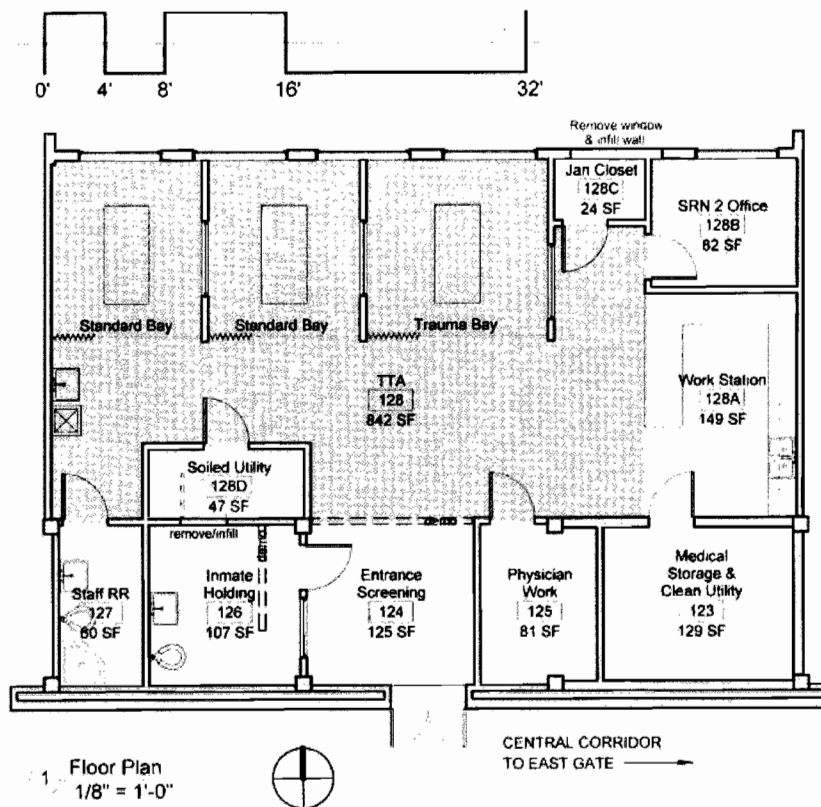 0' 4' 8' 16' 32'
Remove window
& infill wall
Jan Closet
128C
24 SF
SRN 2 Office
128B
82 SF
Standard Bay
Standard Bay
Trauma Bay
TTA
128
842 SF
Work Station
128A
149 SF
Soiled Utility
128D
47 SF
remove/infill
demo
demo
Staff RR
127
60 SF
Inmate
Holding
126
107 SF
Entrance
Screening
124
125 SF
Physician
Work
125
81 SF
Medical
Storage &
Clean Utility
123
129 SF
1 Floor Plan
1/8" = 1'-0"
CENTRAL CORRIDOR
TO EAST GATE